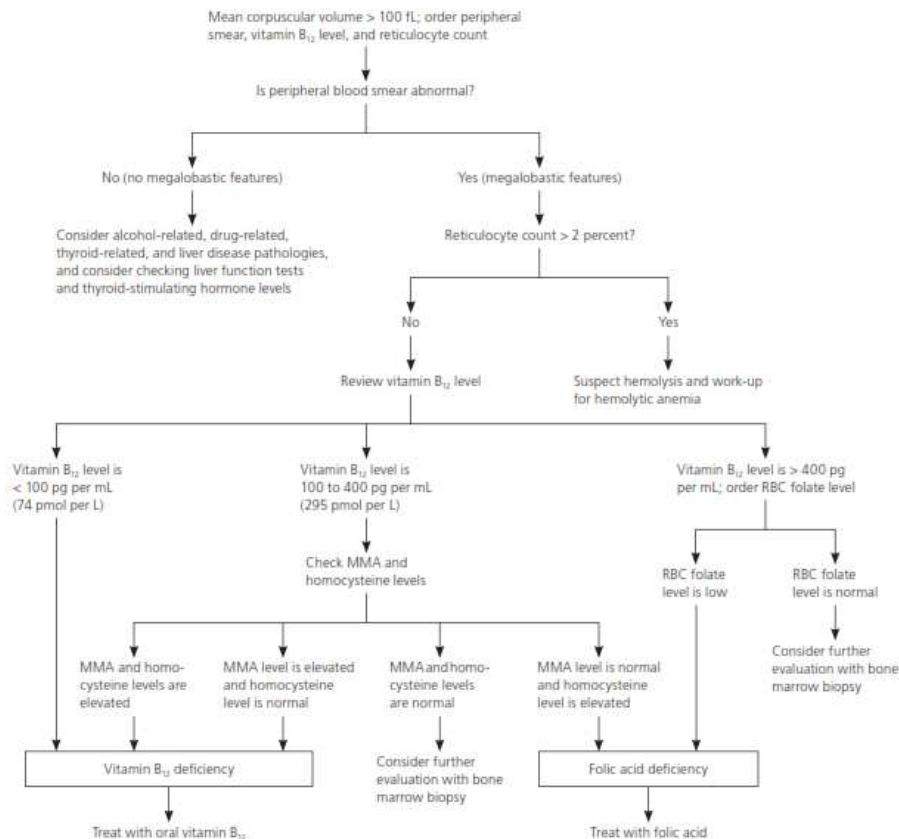 Mean corpuscular volume > 100 fL; order peripheral
smear, vitamin B₁₂ level, and reticulocyte count
Is peripheral blood smear abnormal?
No (no megalobastic features)
Yes (megalobastic features)
Consider alcohol-related, drug-related,
thyroid-related, and liver disease pathologies,
and consider checking liver function tests
and thyroid-stimulating hormone levels
Reticulocyte count > 2 percent?
No
Yes
Review vitamin B₁₂ level
Suspect hemolysis and work-up
for hemolytic anemia
Vitamin B₁₂ level is
< 100 pg per mL
(74 pmol per L)
Vitamin B₁₂ level is
100 to 400 pg per mL
(295 pmol per L)
Vitamin B₁₂ level is > 400 pg
per mL; order RBC folate level
Check MMA and
homocysteine levels
RBC folate
level is low
RBC folate
level is normal
MMA and homo-
cysteine levels are
elevated
MMA level is elevated
and homocysteine
level is normal
MMA and homo-
cysteine levels
are normal
MMA level is normal
and homocysteine
level is elevated
Consider further
evaluation with bone
marrow biopsy
Vitamin B₁₂ deficiency
Consider further
evaluation with bone
marrow biopsy
Folic acid deficiency
Treat with oral vitamin B₁₂
Treat with folic acid